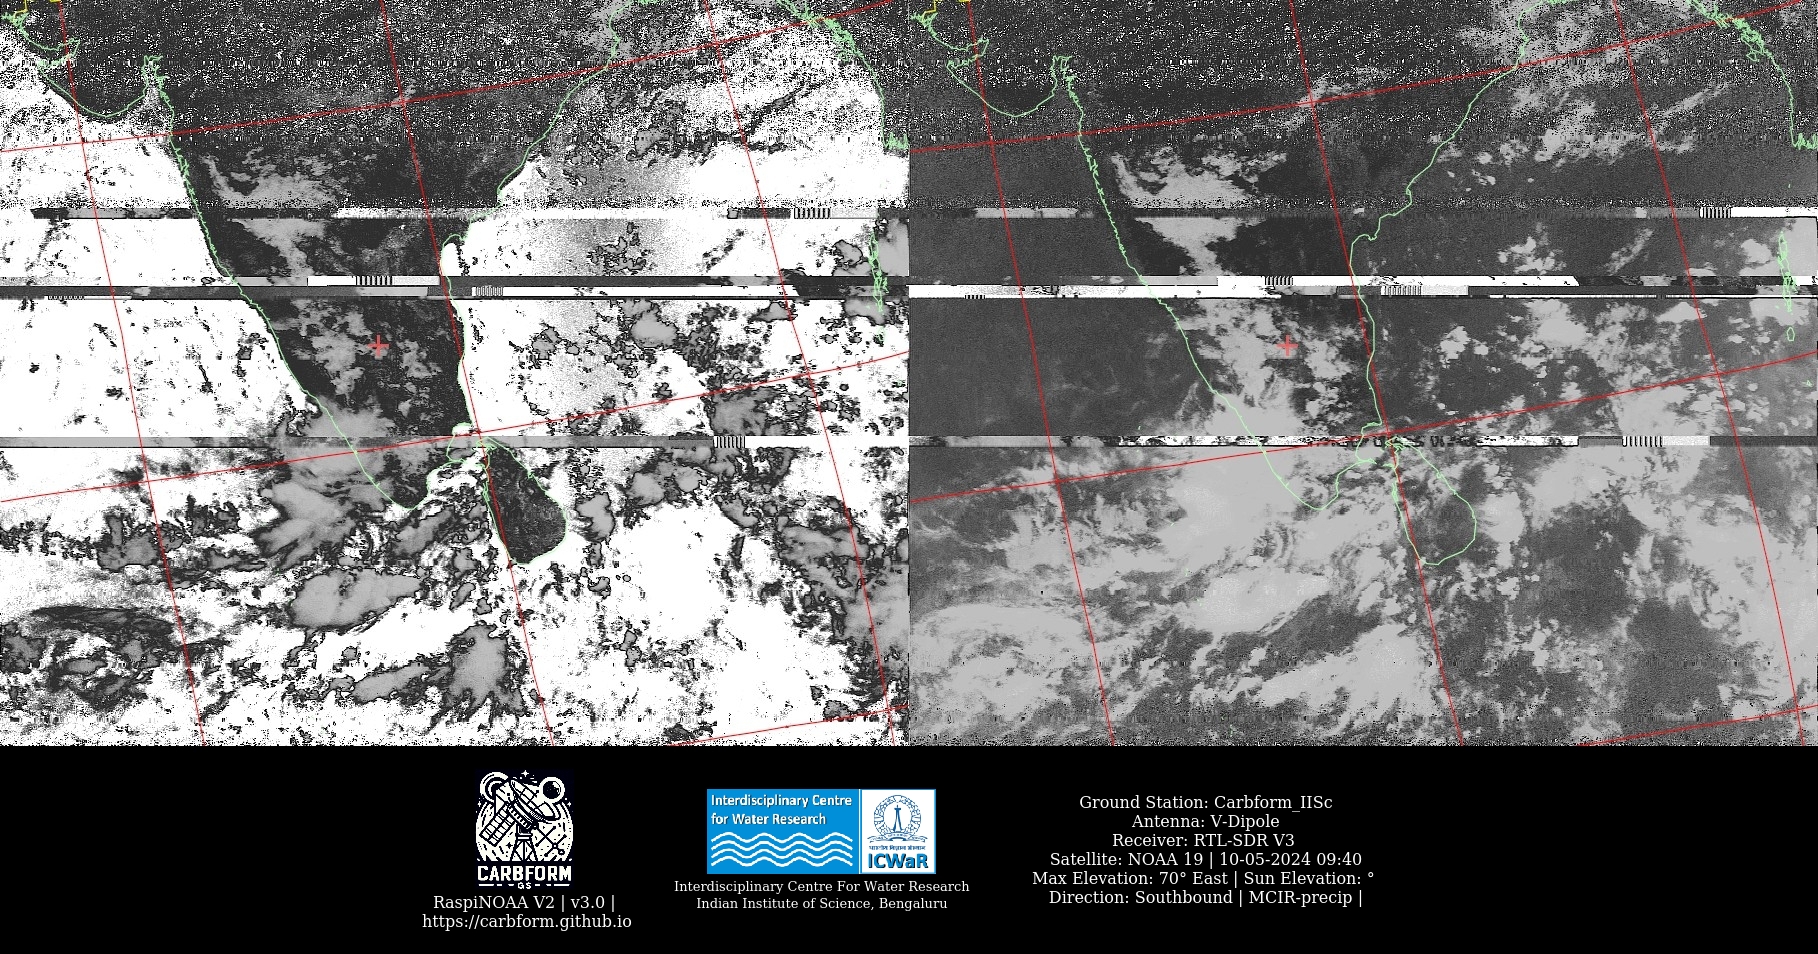 CARBFORM
GS
RaspiNOAA V2 | v3.0 |
https://carbform.github.io
Interdisciplinary Centre
for Water Research
ICWaR
Interdisciplinary Centre For Water Research
Indian Institute of Science, Bengaluru
Ground Station: Carbform_IISc
Antenna: V-Dipole
Receiver: RTL-SDR V3
Satellite: NOAA 19 | 10-05-2024 09:40
Max Elevation: 70° East | Sun Elevation: °
Direction: Southbound | MCIR-precip |